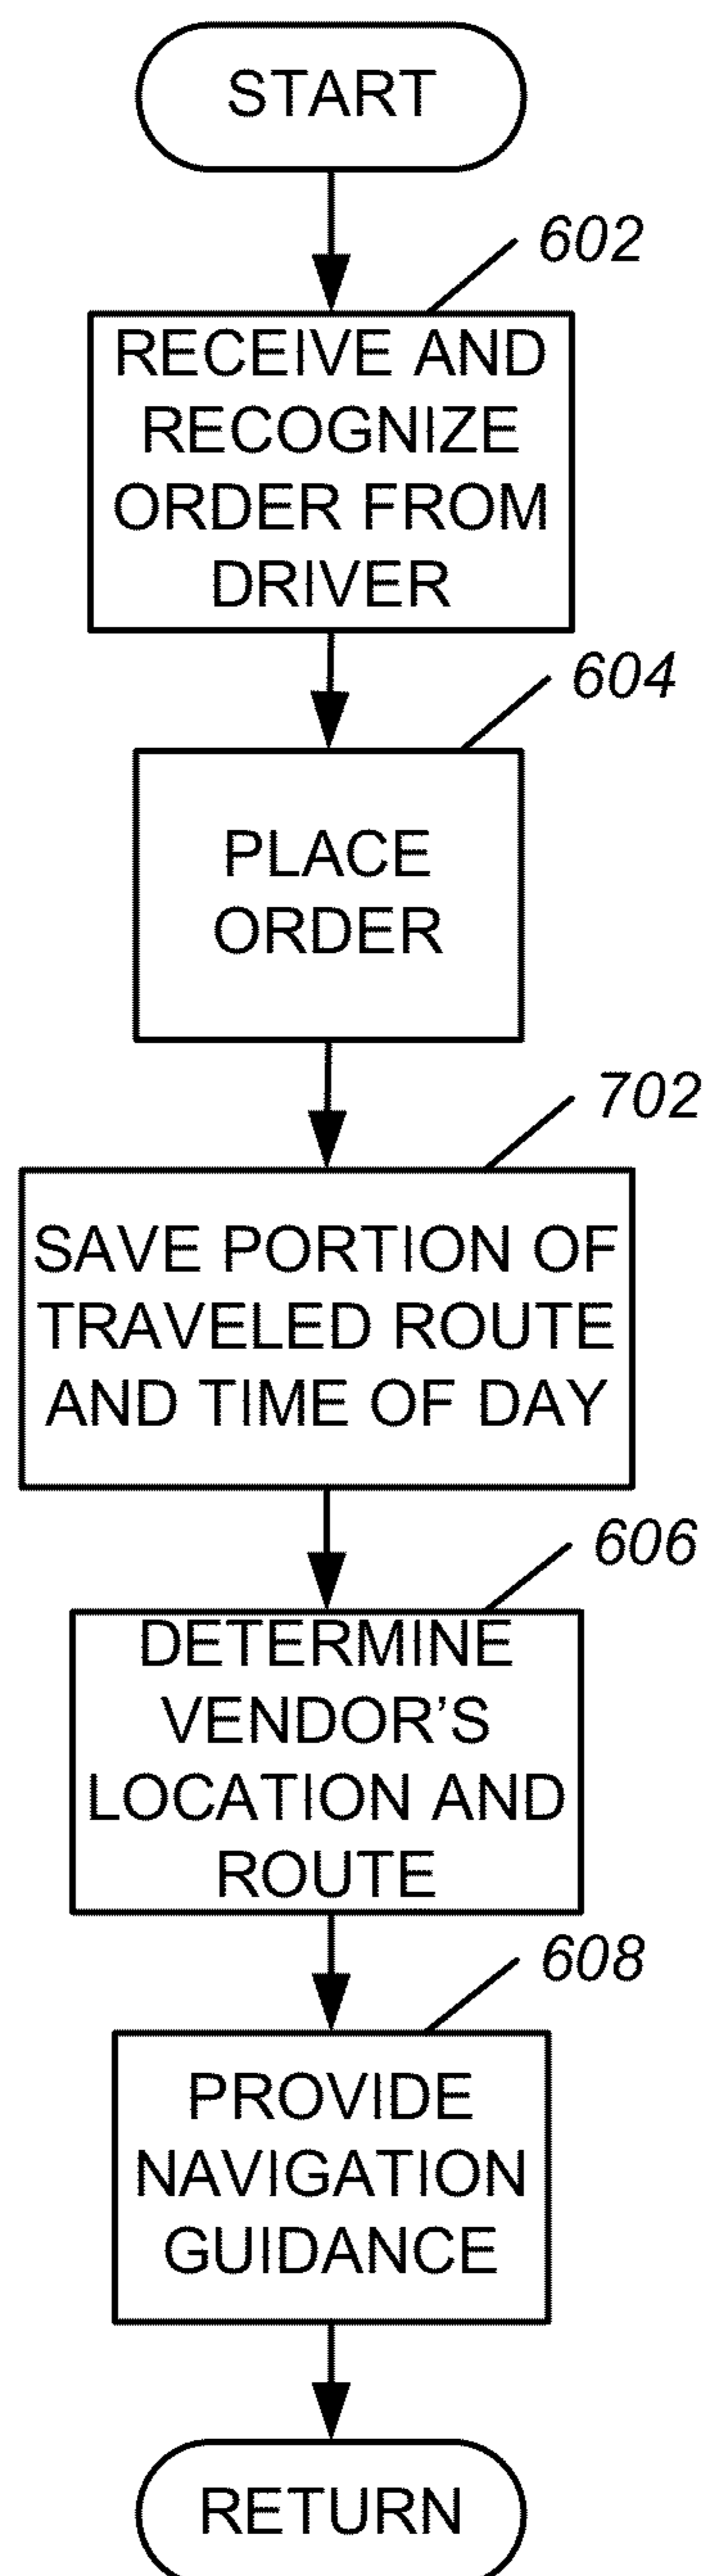 START
602
RECEIVE AND
RECOGNIZE
ORDER FROM
DRIVER
604
PLACE
ORDER
702
SAVE PORTION OF
TRAVELED ROUTE
AND TIME OF DAY
606
DETERMINE
VENDOR'S
LOCATION AND
ROUTE
608
PROVIDE
NAVIGATION
GUIDANCE
RETURN